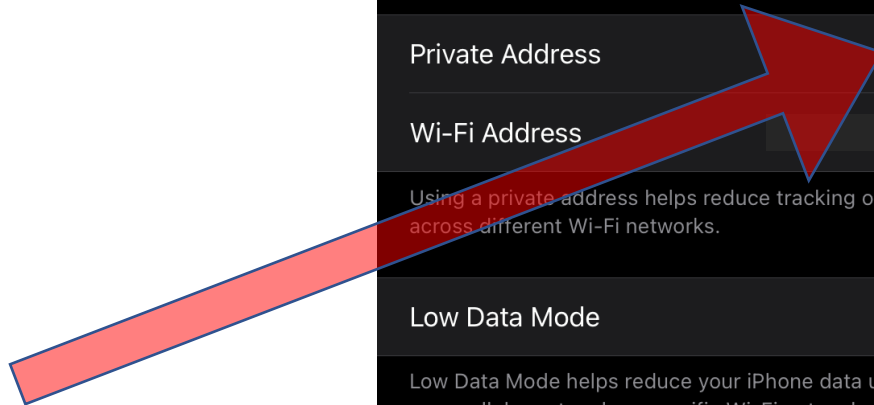 Private Address
Wi-Fi Address
Using a private address helps reduce tracking
across different Wi-Fi networks.
Low Data Mode
Low Data Mode helps reduce your iPhone data